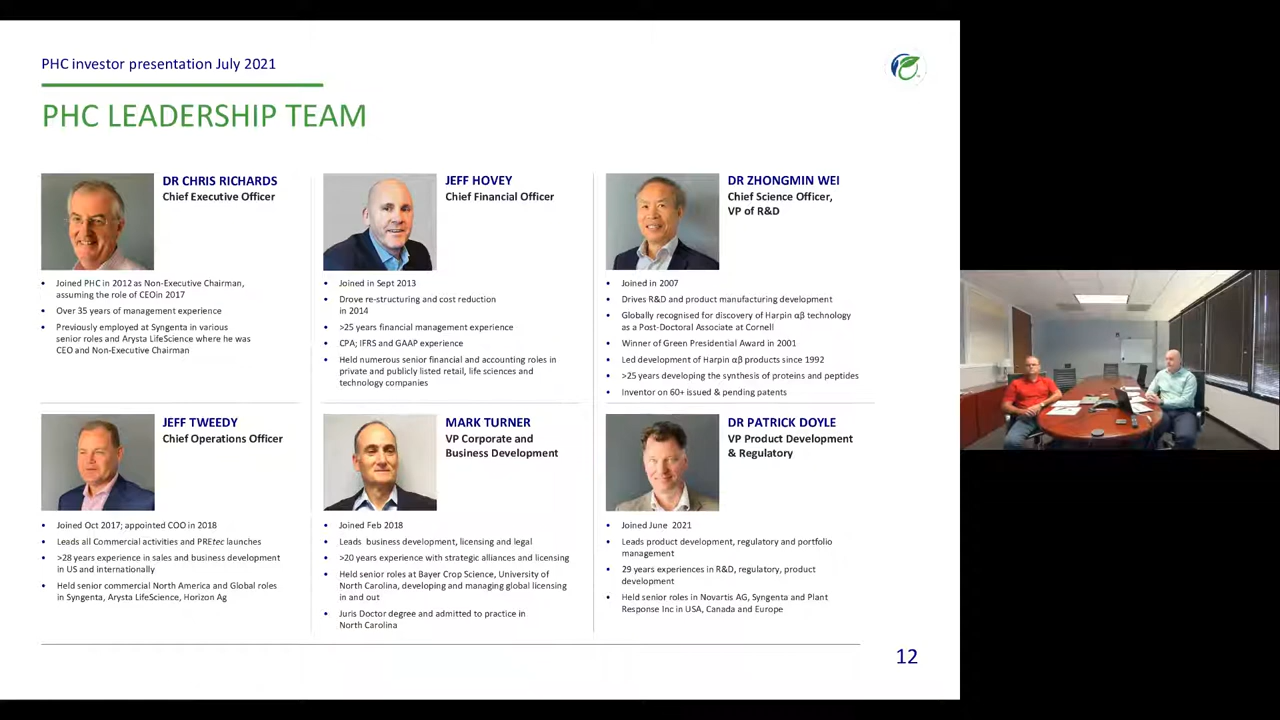 PHC investor presentation July 2021
PHC LEADERSHIP TEAM
DR CHRIS RICHARDS
Chief Executive Officer
• Joined PHC in 2012 as Non-Executive Chairman,
assuming the role of CEOin 2017
• Over 35 years of management experience
• Previously employed at Syngenta in various
senior roles and Arysta LifeScience where he was
CEO and Non-Executive Chairman
JEFF HOVEY
Chief Financial Officer
• Joined in Sept 2013
• Drove re-structuring and cost reduction
in 2014
• >25 years financial management experience
• CPA; IFRS and GAAP experience
• Held numerous senior financial and accounting roles in
private and publicly listed retail, life sciences and
technology companies
DR ZHONGMIN WEI
Chief Science Officer,
VP of R&D
• Joined in 2007
• Drives R&D and product manufacturing development
• Globally recognised for discovery of Harpin αβ technology
as a Post-Doctoral Associate at Cornell
• Winner of Green Presidential Award in 2001
• Led development of Harpin αβ products since 1992
• >25 years developing the synthesis of proteins and peptides
• Inventor on 60+ issued & pending patents
JEFF TWEEDY
Chief Operations Officer
• Joined Oct 2017; appointed COO in 2018
• Leads all Commercial activities and PREtec launches
• >28 years experience in sales and business development
in US and internationally
• Held senior commercial North America and Global roles
in Syngenta, Arysta LifeScience, Horizon Ag
MARK TURNER
VP Corporate and
Business Development
• Joined Feb 2018
• Leads business development, licensing and legal
• >20 years experience with strategic alliances and licensing
• Held senior roles at Bayer Crop Science, University of
North Carolina, developing and managing global licensing
in and out
• Juris Doctor degree and admitted to practice in
North Carolina
DR PATRICK DOYLE
VP Product Development
& Regulatory
• Joined June 2021
• Leads product development, regulatory and portfolio
management
• 29 years experiences in R&D, regulatory, product
development
• Held senior roles in Novartis AG, Syngenta and Plant
Response Inc in USA, Canada and Europe
12